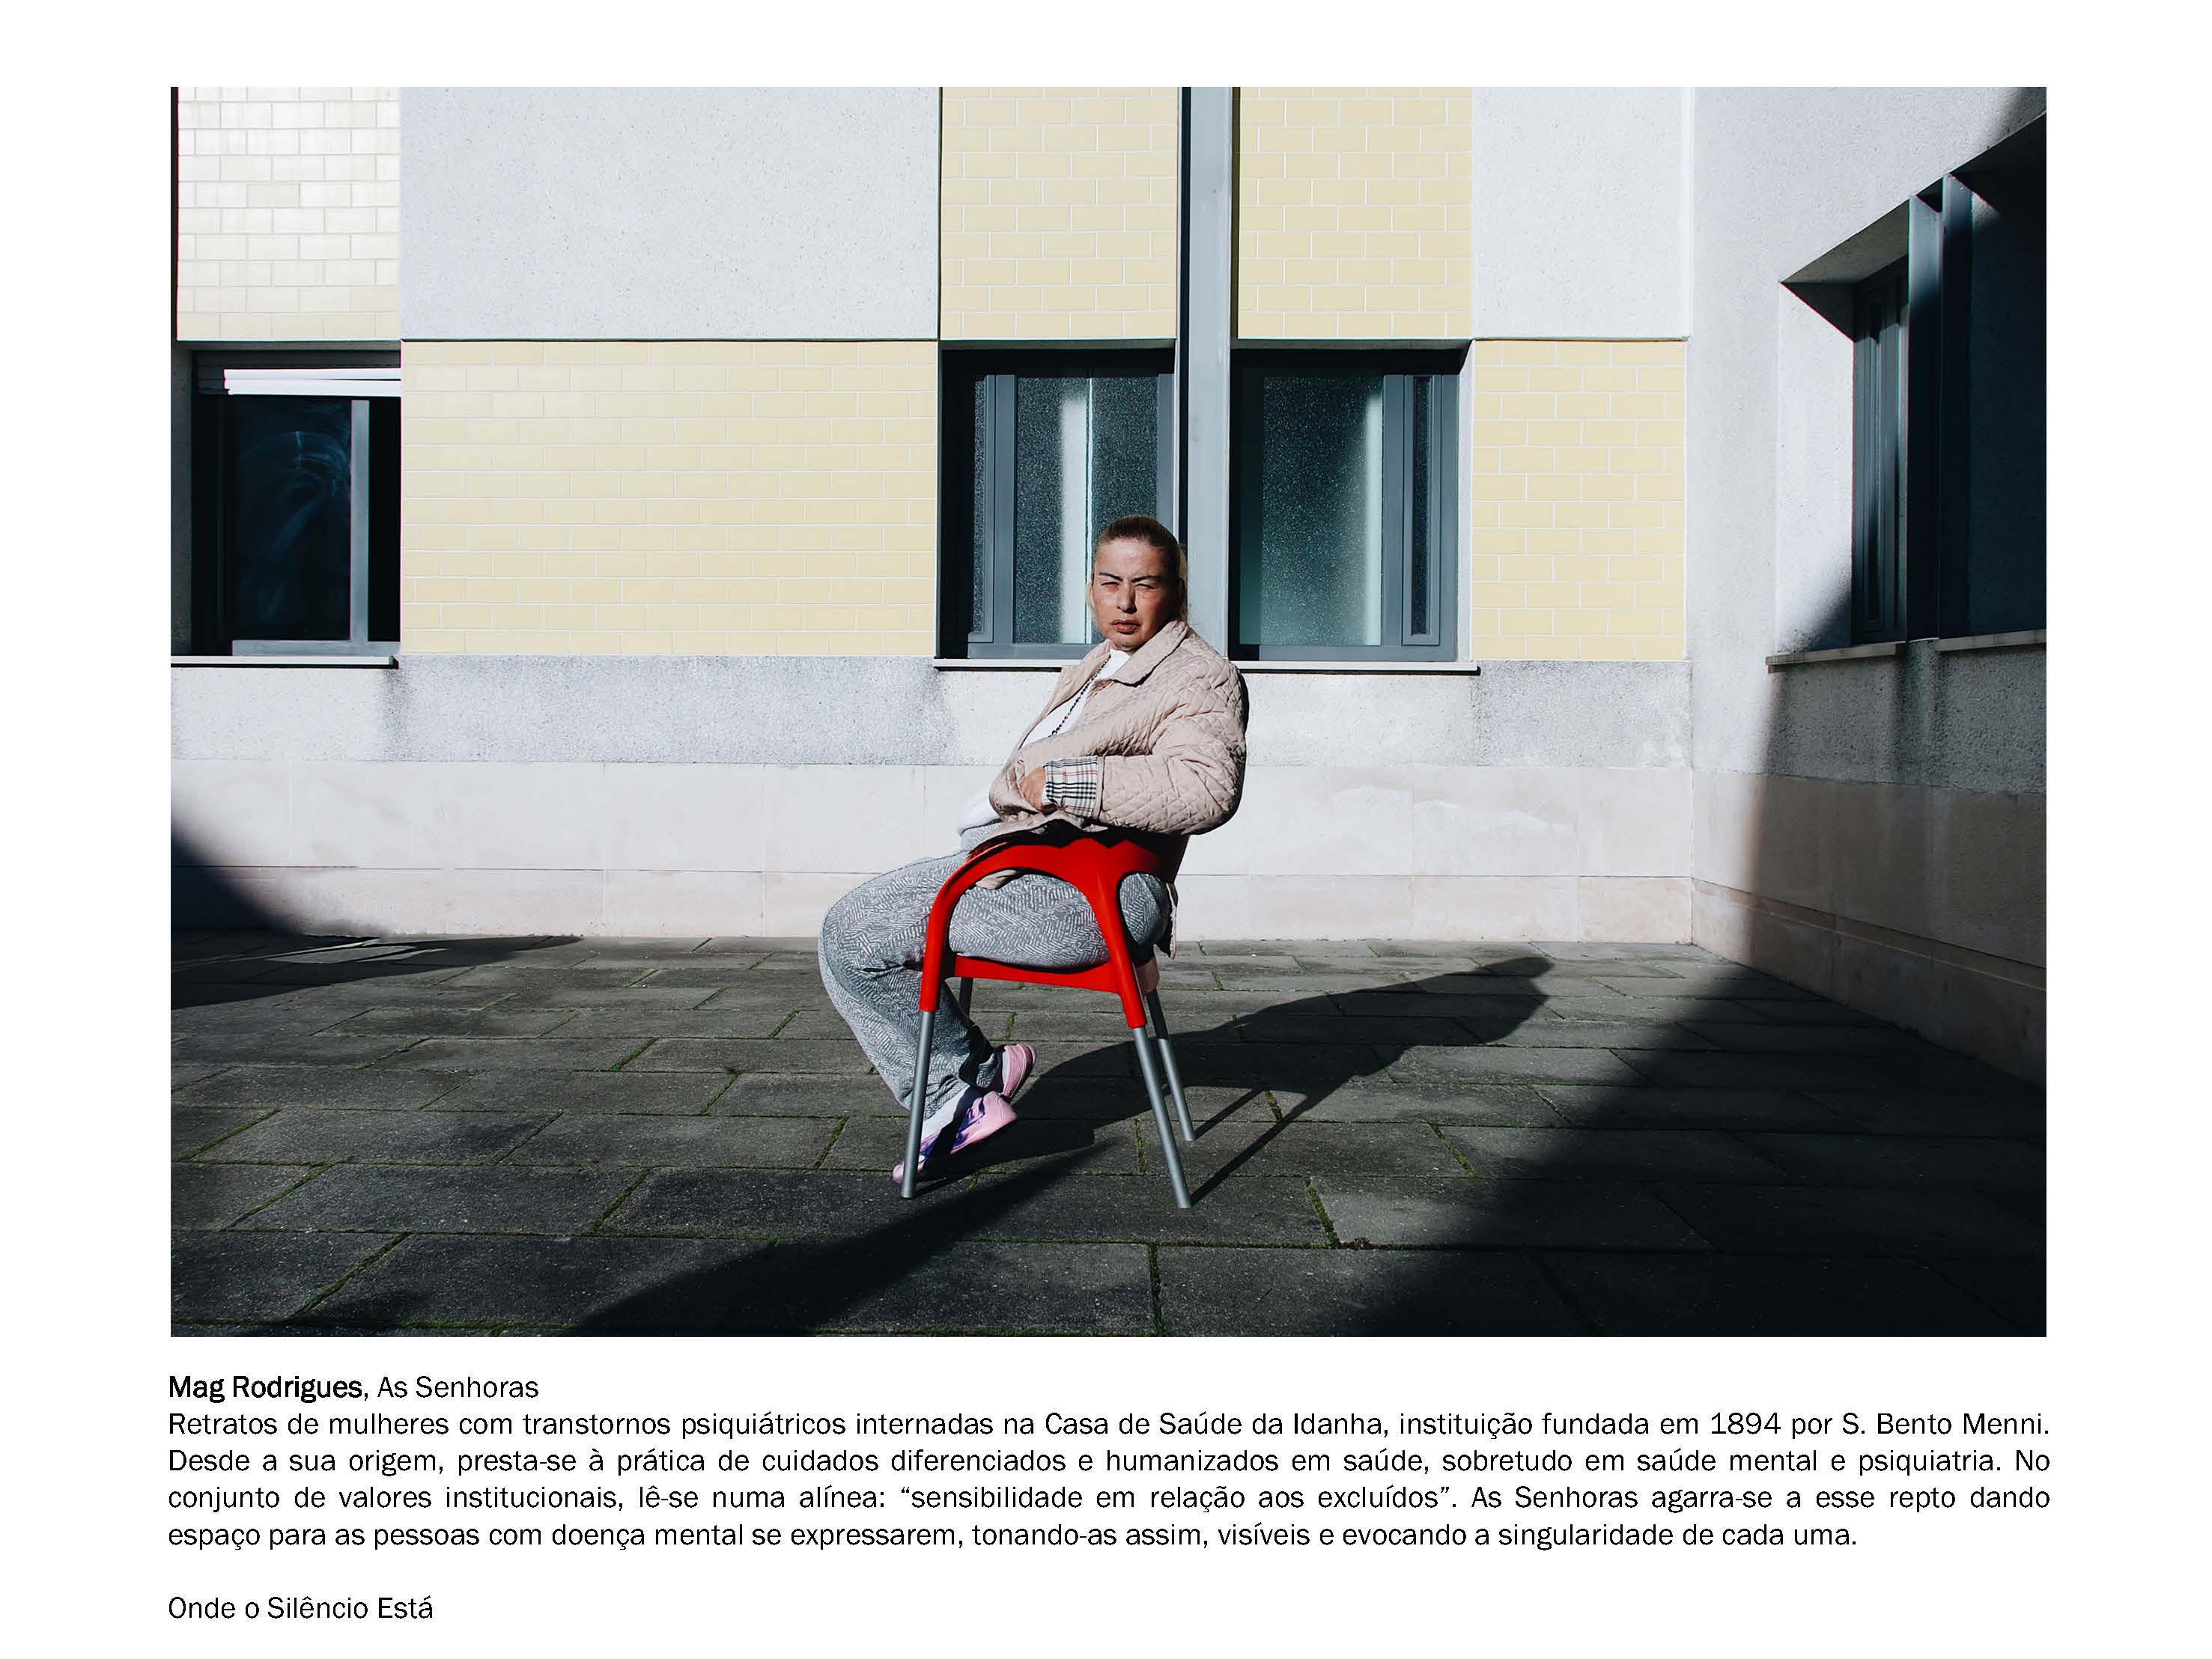 Mag Rodrigues, As Senhoras
Retratos de mulheres com transtornos psiquiátricos internadas na Casa de Saúde da Idanha, instituição fundada em 1894 por S. Bento Menni.
Desde a sua origem, presta-se à prática de cuidados diferenciados e humanizados em saúde, sobretudo em saúde mental e psiquiatria. No
conjunto de valores institucionais, lê-se numa alínea: “sensibilidade em relação aos excluídos”. As Senhoras agarra-se a esse repto dando
espaço para as pessoas com doença mental se expressarem, tonando-as assim, visíveis e evocando a singularidade de cada uma.
Onde o Silêncio Está